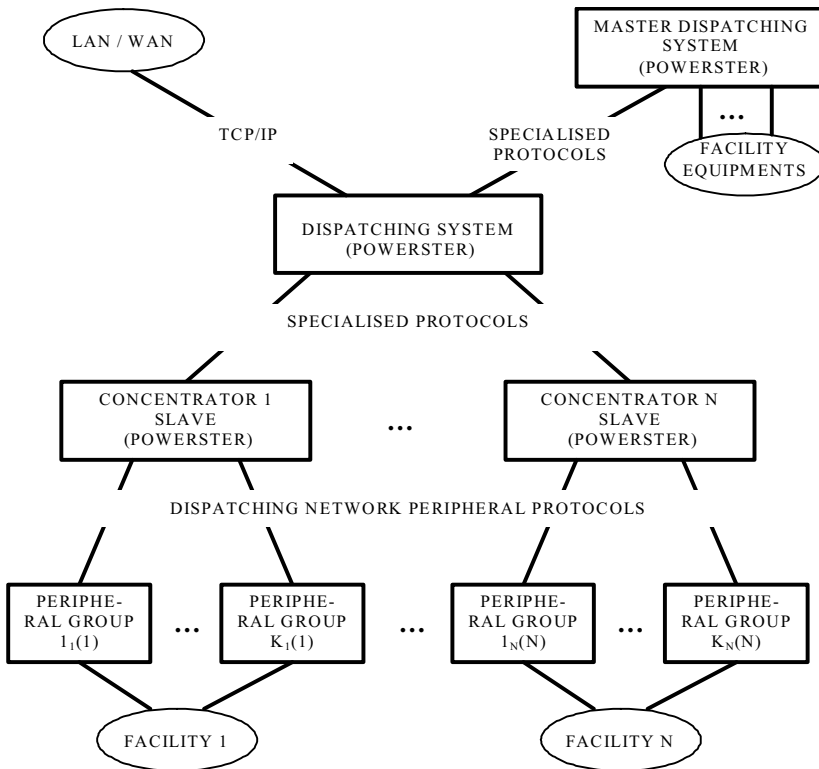 LAN / WAN
MASTER DISPATCHING
SYSTEM
(POWERSTER)
...
TCP/IP
SPECIALISED
PROTOCOLS
FACILITY
EQUIPMENTS
DISPATCHING SYSTEM
(POWERSTER)
SPECIALISED PROTOCOLS
CONCENTRATOR 1
SLAVE
(POWERSTER)
...
CONCENTRATOR N
SLAVE
(POWERSTER)
DISPATCHING NETWORK PERIPHERAL PROTOCOLS
PERIPHE-
RAL GROUP
1₁(1)
...
PERIPHE-
RAL GROUP
K₁(1)
...
PERIPHE-
RAL GROUP
1ₙ(N)
...
PERIPHE-
RAL GROUP
Kₙ(N)
FACILITY 1
FACILITY N